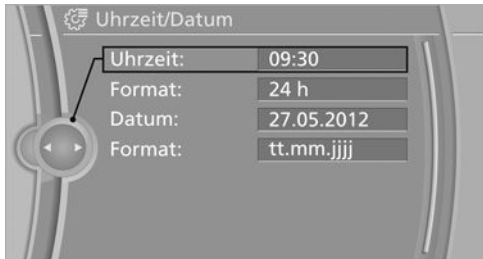 Uhrzeit/Datum
Uhrzeit: 09:30
Format: 24 h
Datum: 27.05.2012
Format: tt.mm.jjjj